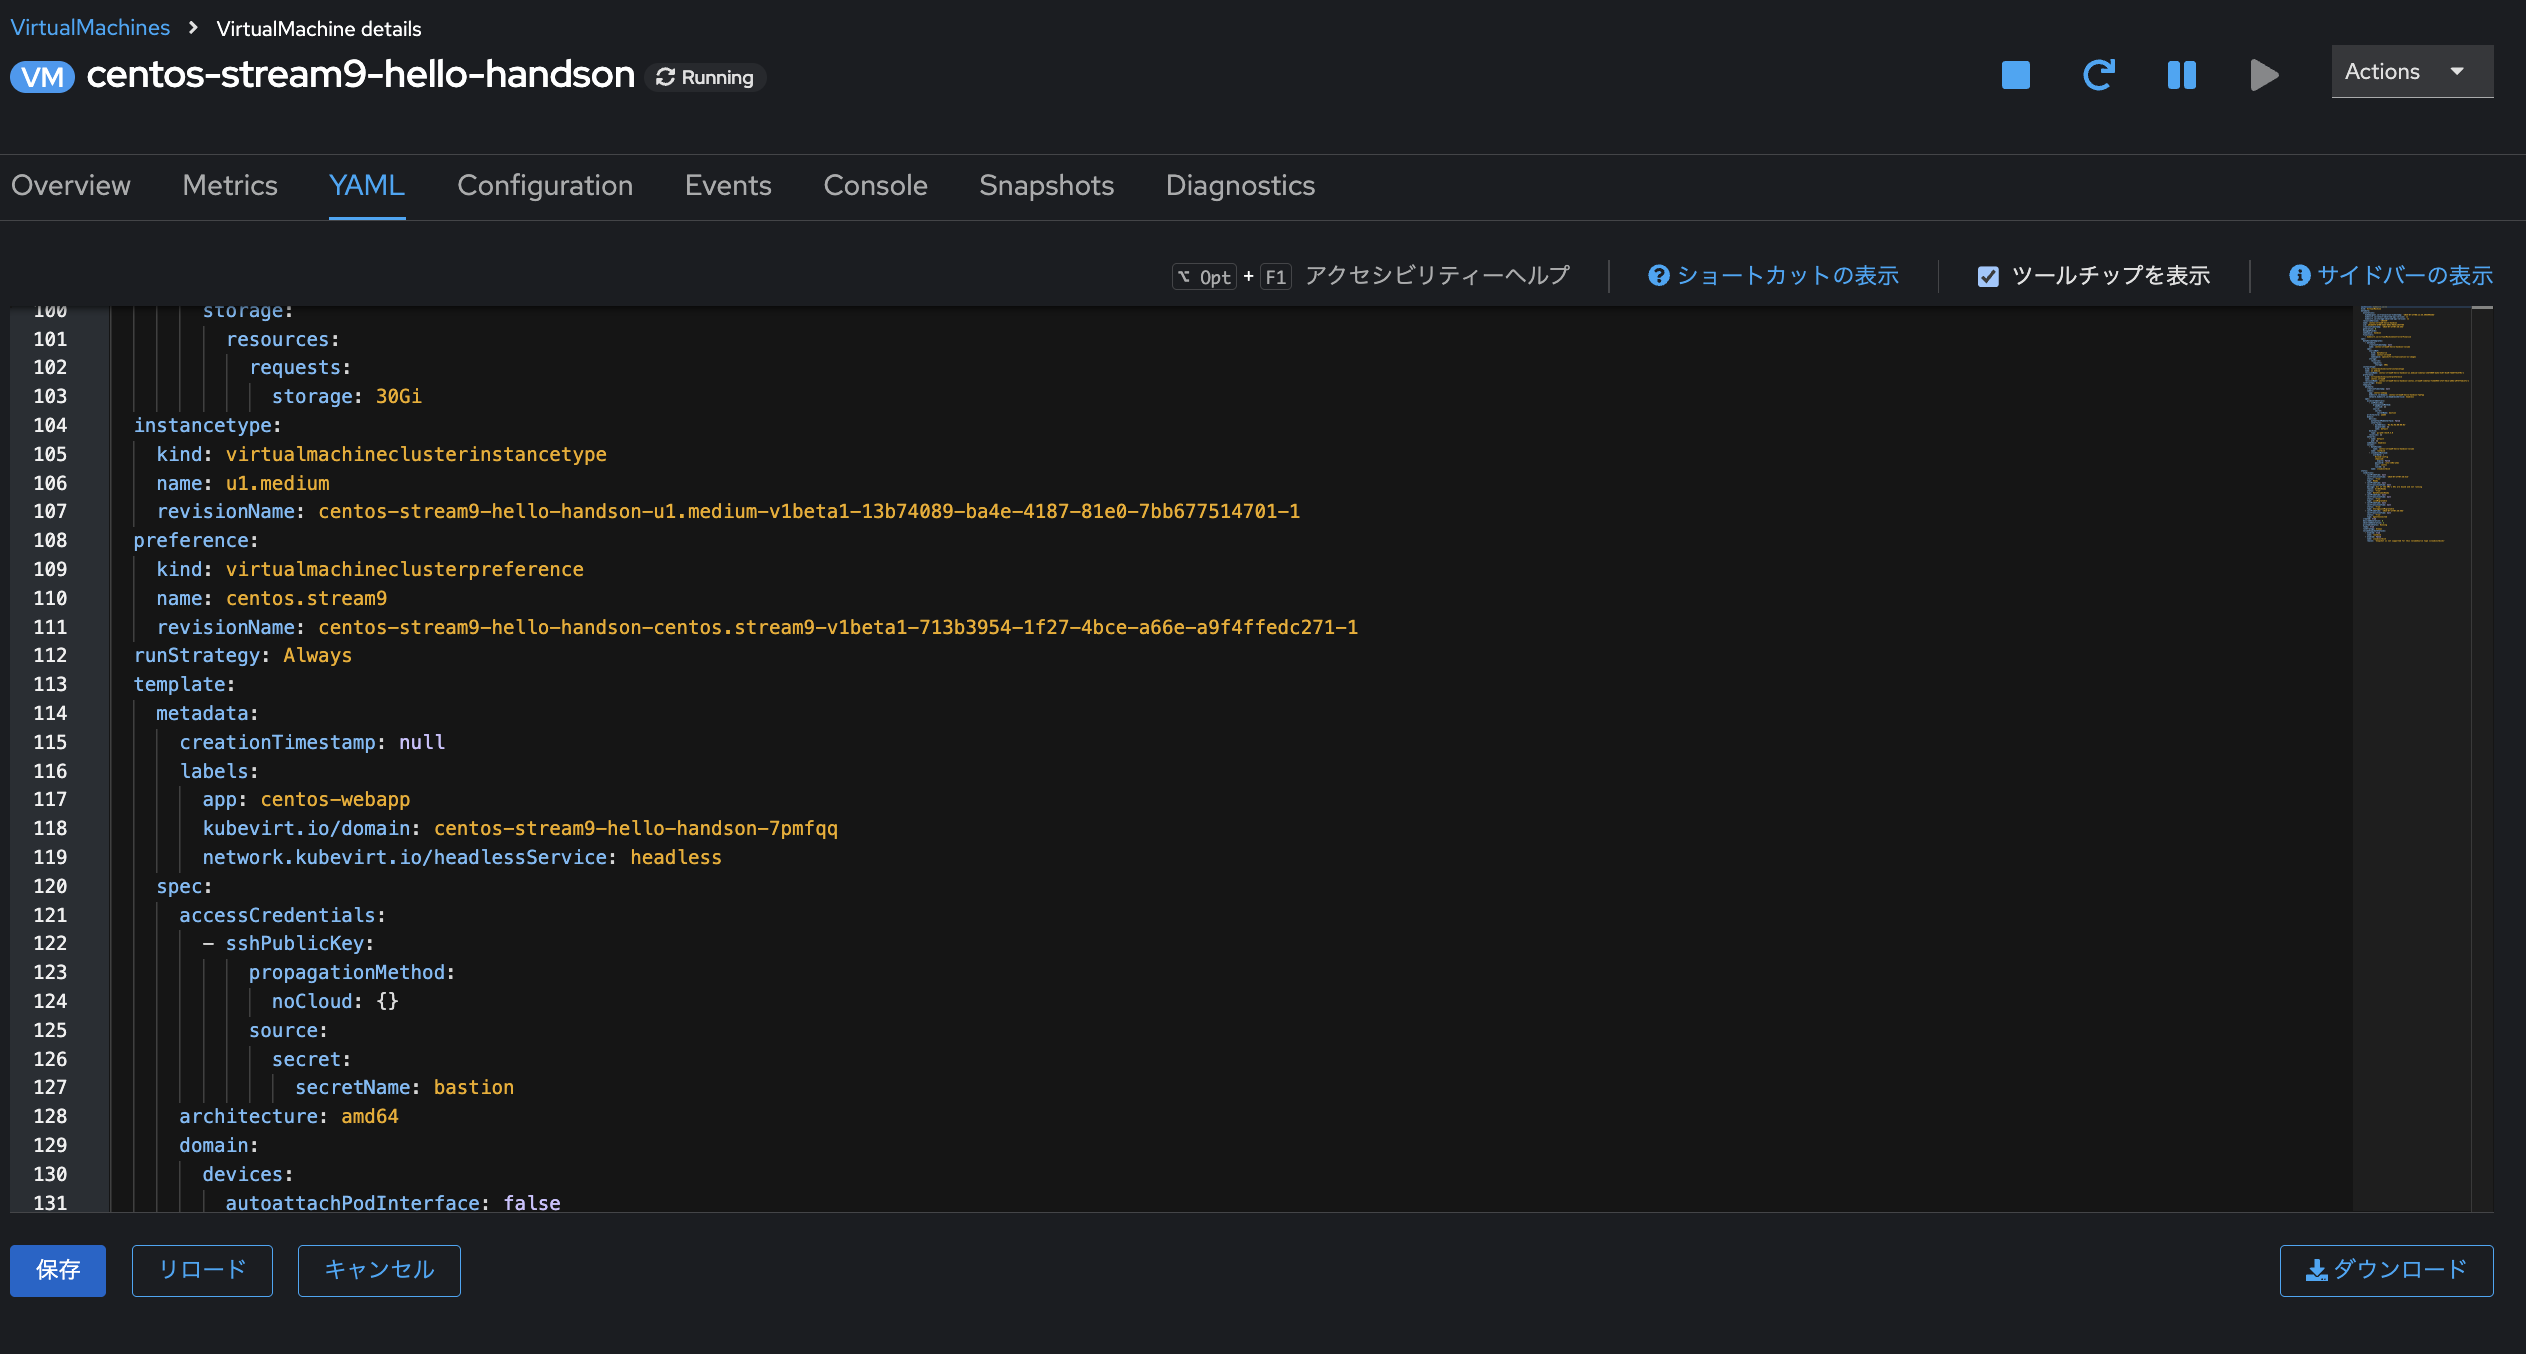 VirtualMachines > VirtualMachine details
VM centos-stream9-hello-handson Running
Actions
Overview Metrics YAML Configuration Events Console Snapshots Diagnostics
⌥ Opt + F1 アクセシビリティーヘルプ ショートカットの表示 ツールチップを表示 サイドバーの表示
100 storage:
101 resources:
102 requests:
103 storage: 30Gi
104 instancetype:
105 kind: virtualmachineclusterinstancetype
106 name: u1.medium
107 revisionName: centos-stream9-hello-handson-u1.medium-v1beta1-13b74089-ba4e-4187-81e0-7bb677514701-1
108 preference:
109 kind: virtualmachineclusterpreference
110 name: centos.stream9
111 revisionName: centos-stream9-hello-handson-centos.stream9-v1beta1-713b3954-1f27-4bce-a66e-a9f4ffedc271-1
112 runStrategy: Always
113 template:
114 metadata:
115 creationTimestamp: null
116 labels:
117 app: centos-webapp
118 kubevirt.io/domain: centos-stream9-hello-handson-7pmfqq
119 network.kubevirt.io/headlessService: headless
120 spec:
121 accessCredentials:
122 - sshPublicKey:
123 propagationMethod:
124 noCloud: {}
125 source:
126 secret:
127 secretName: bastion
128 architecture: amd64
129 domain:
130 devices:
131 autoattachPodInterface: false
保存 リロード キャンセル ダウンロード